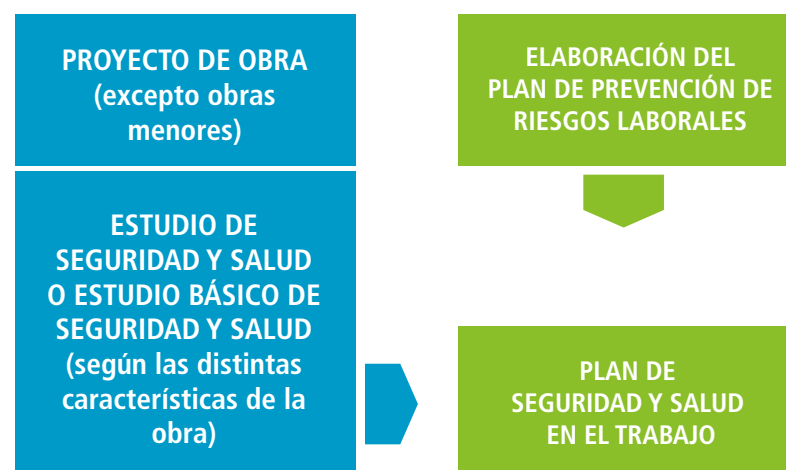 PROYECTO DE OBRA
(excepto obras
menores)
ESTUDIO DE
SEGURIDAD Y SALUD
O ESTUDIO BÁSICO DE
SEGURIDAD Y SALUD
(según las distintas
características de la
obra)
ELABORACIÓN DEL
PLAN DE PREVENCIÓN DE
RIESGOS LABORALES
PLAN DE
SEGURIDAD Y SALUD
EN EL TRABAJO